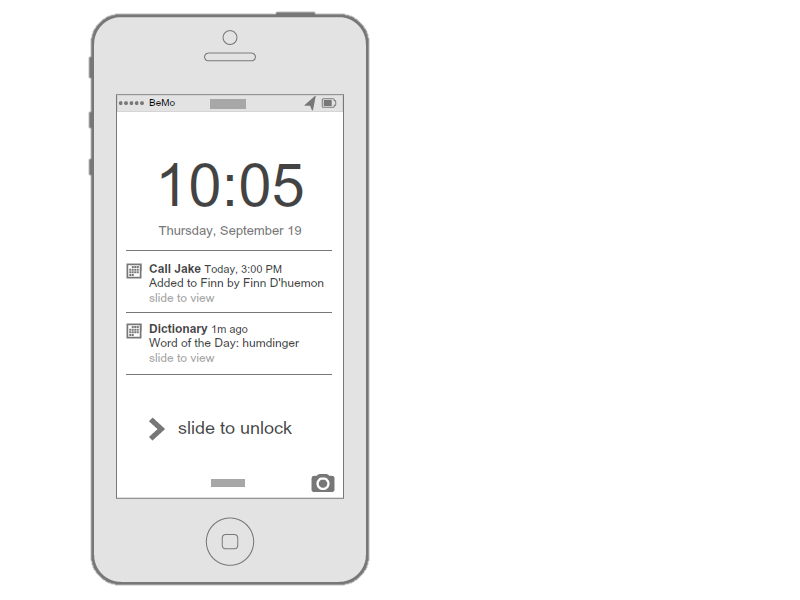 BeMo
10:05
Thursday, September 19
Call Jake Today, 3:00 PM
Added to Finn by Finn D'huemon
slide to view
Dictionary 1m ago
Word of the Day: humdinger
slide to view
slide to unlock